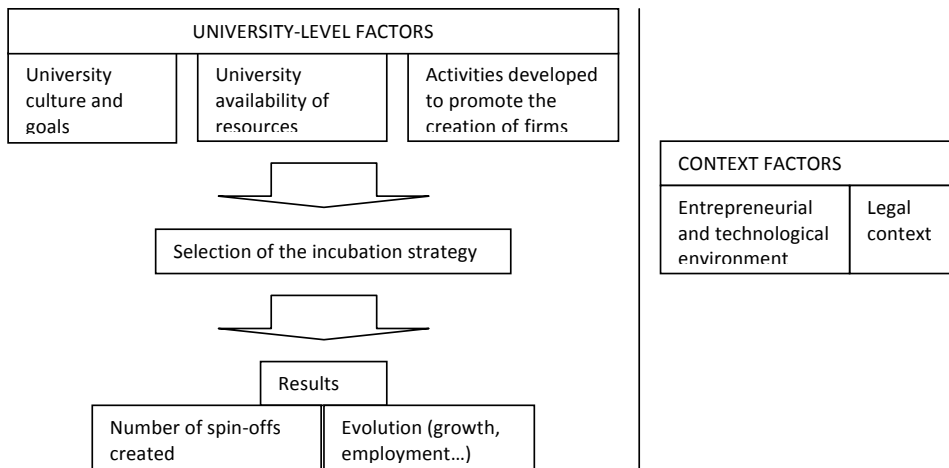 UNIVERSITY-LEVEL FACTORS
University
culture and
goals
University
availability of
resources
Activities developed
to promote the
creation of firms
CONTEXT FACTORS
Entrepreneurial
and technological
environment
Legal
context
Selection of the incubation strategy
Results
Number of spin-offs
created
Evolution (growth,
employment…)